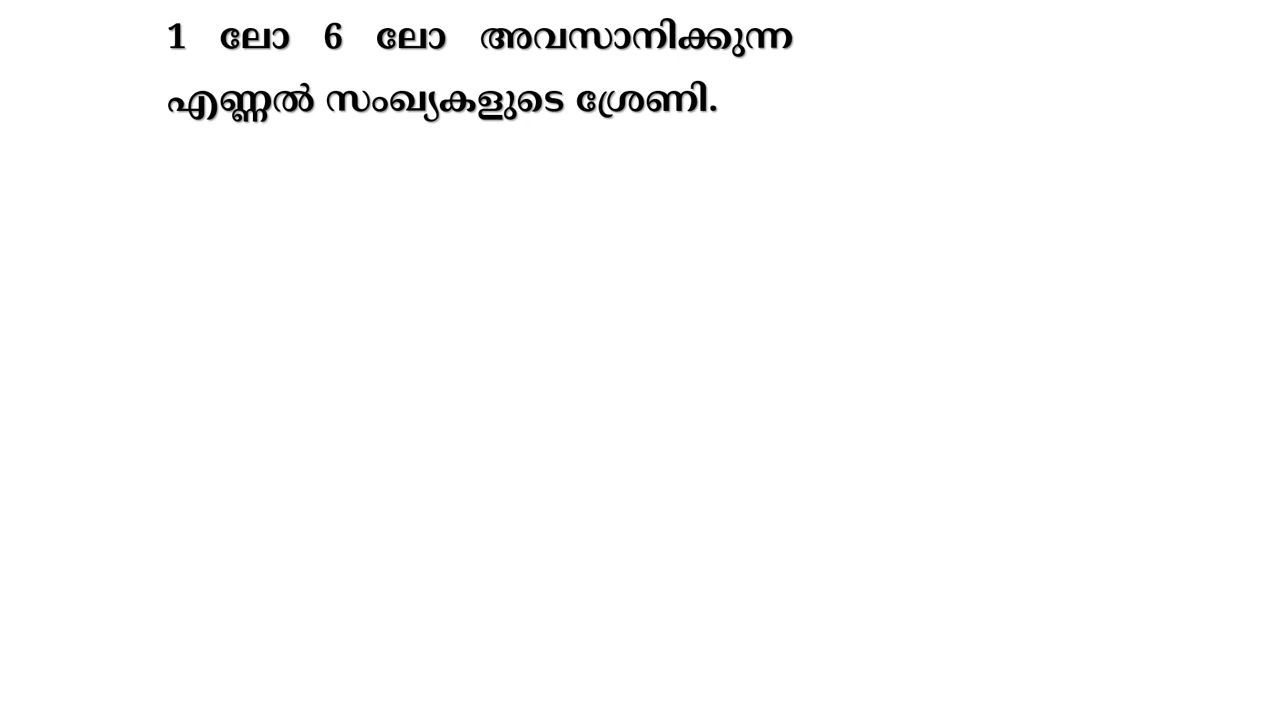 1 ലോ 6 ലോ അവസാനിക്കുന്ന
എണ്ണൽ സംഖ്യകളുടെ ശ്രേണി.